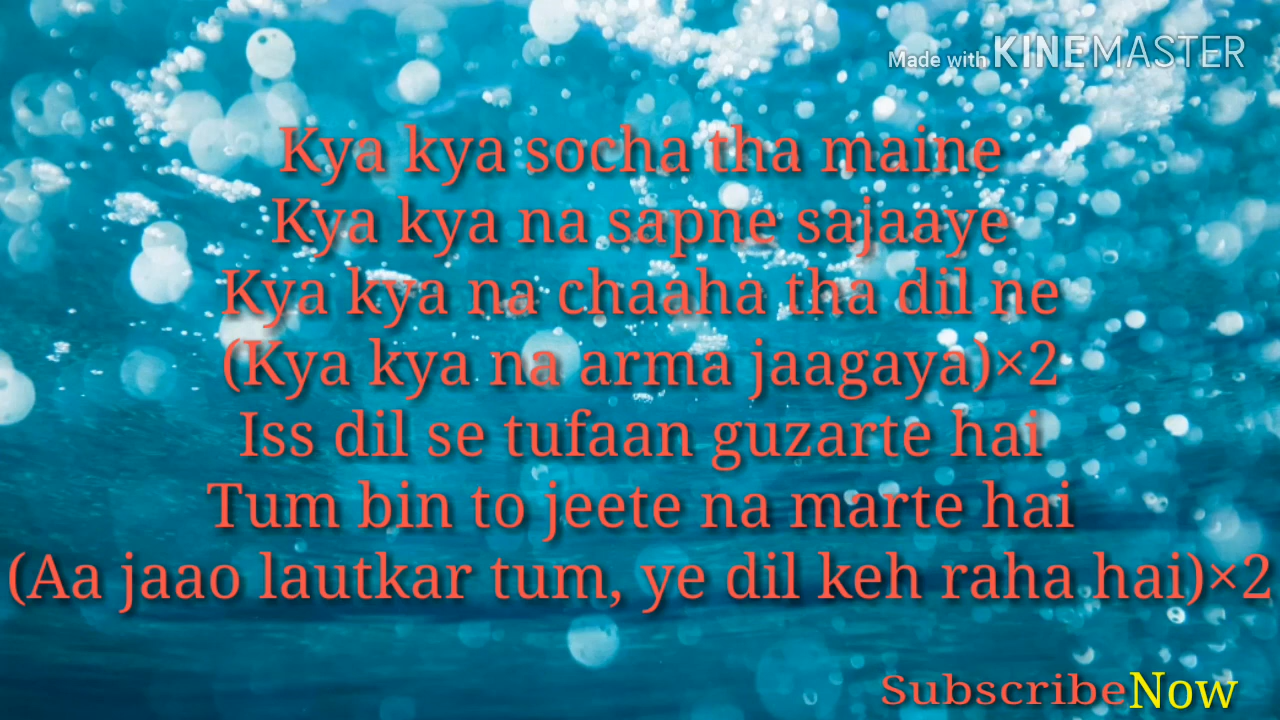 Made with KINEMASTER
Kya kya socha tha maine
Kya kya na sapne sajaaye
Kya kya na chaaha tha dil ne
(Kya kya na arma jaagaya)×2
Iss dil se tufaan guzarte hai
Tum bin to jeete na marte hai
(Aa jaao lautkar tum, ye dil keh raha hai)×2
SubscribeNow